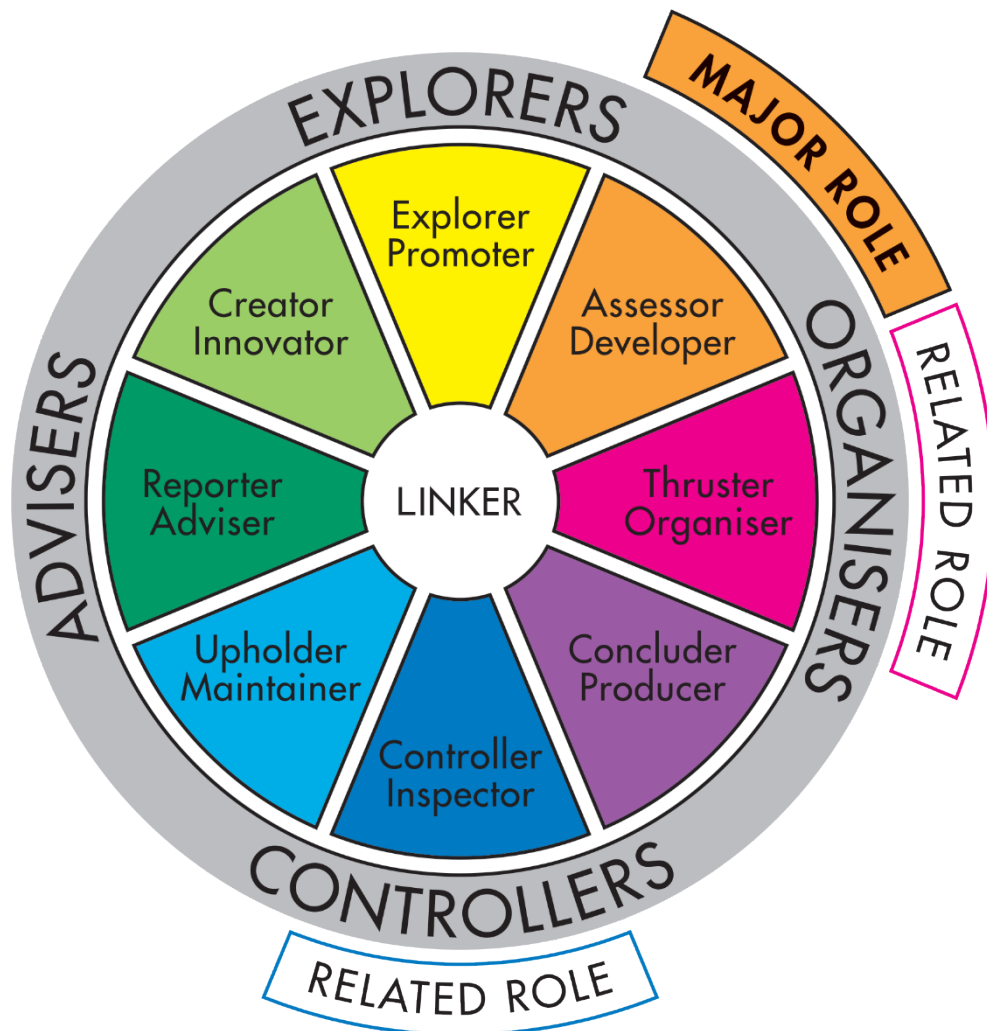 EXPLORERS
MAJOR ROLE
Explorer
Promoter
Creator
Innovator
Assessor
Developer
ORGANISERS
RELATED ROLE
ADVISERS
Reporter
Adviser
LINKER
Thruster
Organiser
Upholder
Maintainer
Concluder
Producer
Controller
Inspector
CONTROLLERS
RELATED ROLE